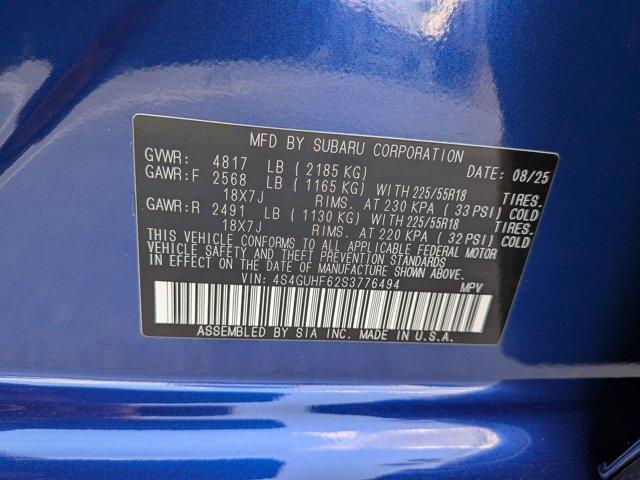 MFD BY SUBARU CORPORATION
GVWR: 4817 LB ( 2185 KG) DATE: 08/25
GAWR:F 2568 LB ( 1165 KG) WITH 225/55R18 TIRES.
18X7J RIMS. AT 230 KPA ( 33 PSI) COLD
GAWR:R 2491 LB ( 1130 KG) WITH 225/55R18 TIRES.
18X7J RIMS. AT 220 KPA ( 32 PSI) COLD
THIS VEHICLE CONFORMS TO ALL APPLICABLE FEDERAL MOTOR
VEHICLE SAFETY AND THEFT PREVENTION STANDARDS
IN EFFECT ON THE DATE OF MANUFACTURE SHOWN ABOVE.
VIN: 4S4GUHF62S3776494 MPV
ASSEMBLED BY SIA INC. MADE IN U.S.A.